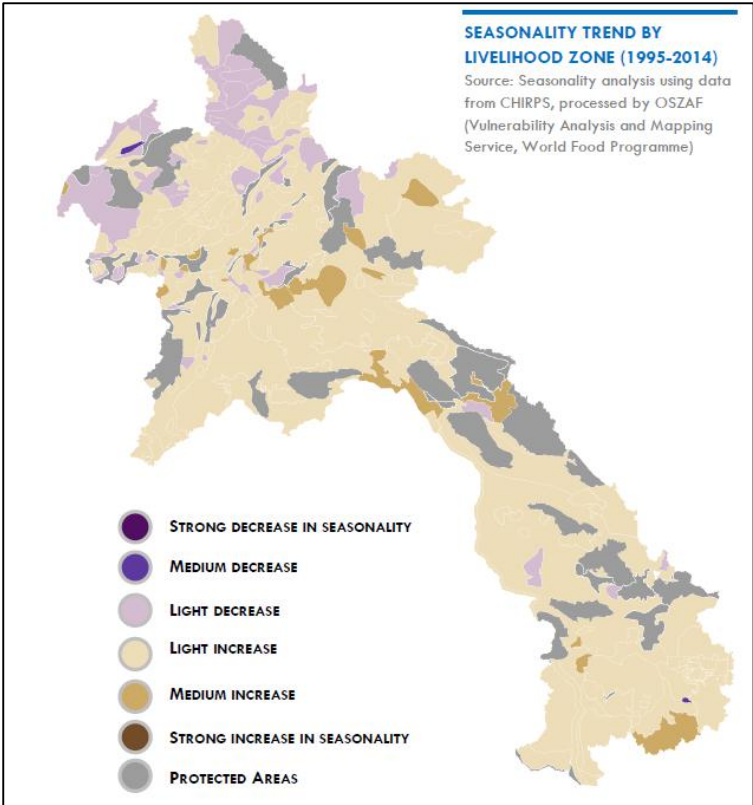 SEASONALITY TREND BY
LIVELIHOOD ZONE (1995-2014)
Source: Seasonality analysis using data
from CHIRPS, processed by OSZAF
(Vulnerability Analysis and Mapping
Service, World Food Programme)
STRONG DECREASE IN SEASONALITY
MEDIUM DECREASE
LIGHT DECREASE
LIGHT INCREASE
MEDIUM INCREASE
STRONG INCREASE IN SEASONALITY
PROTECTED AREAS